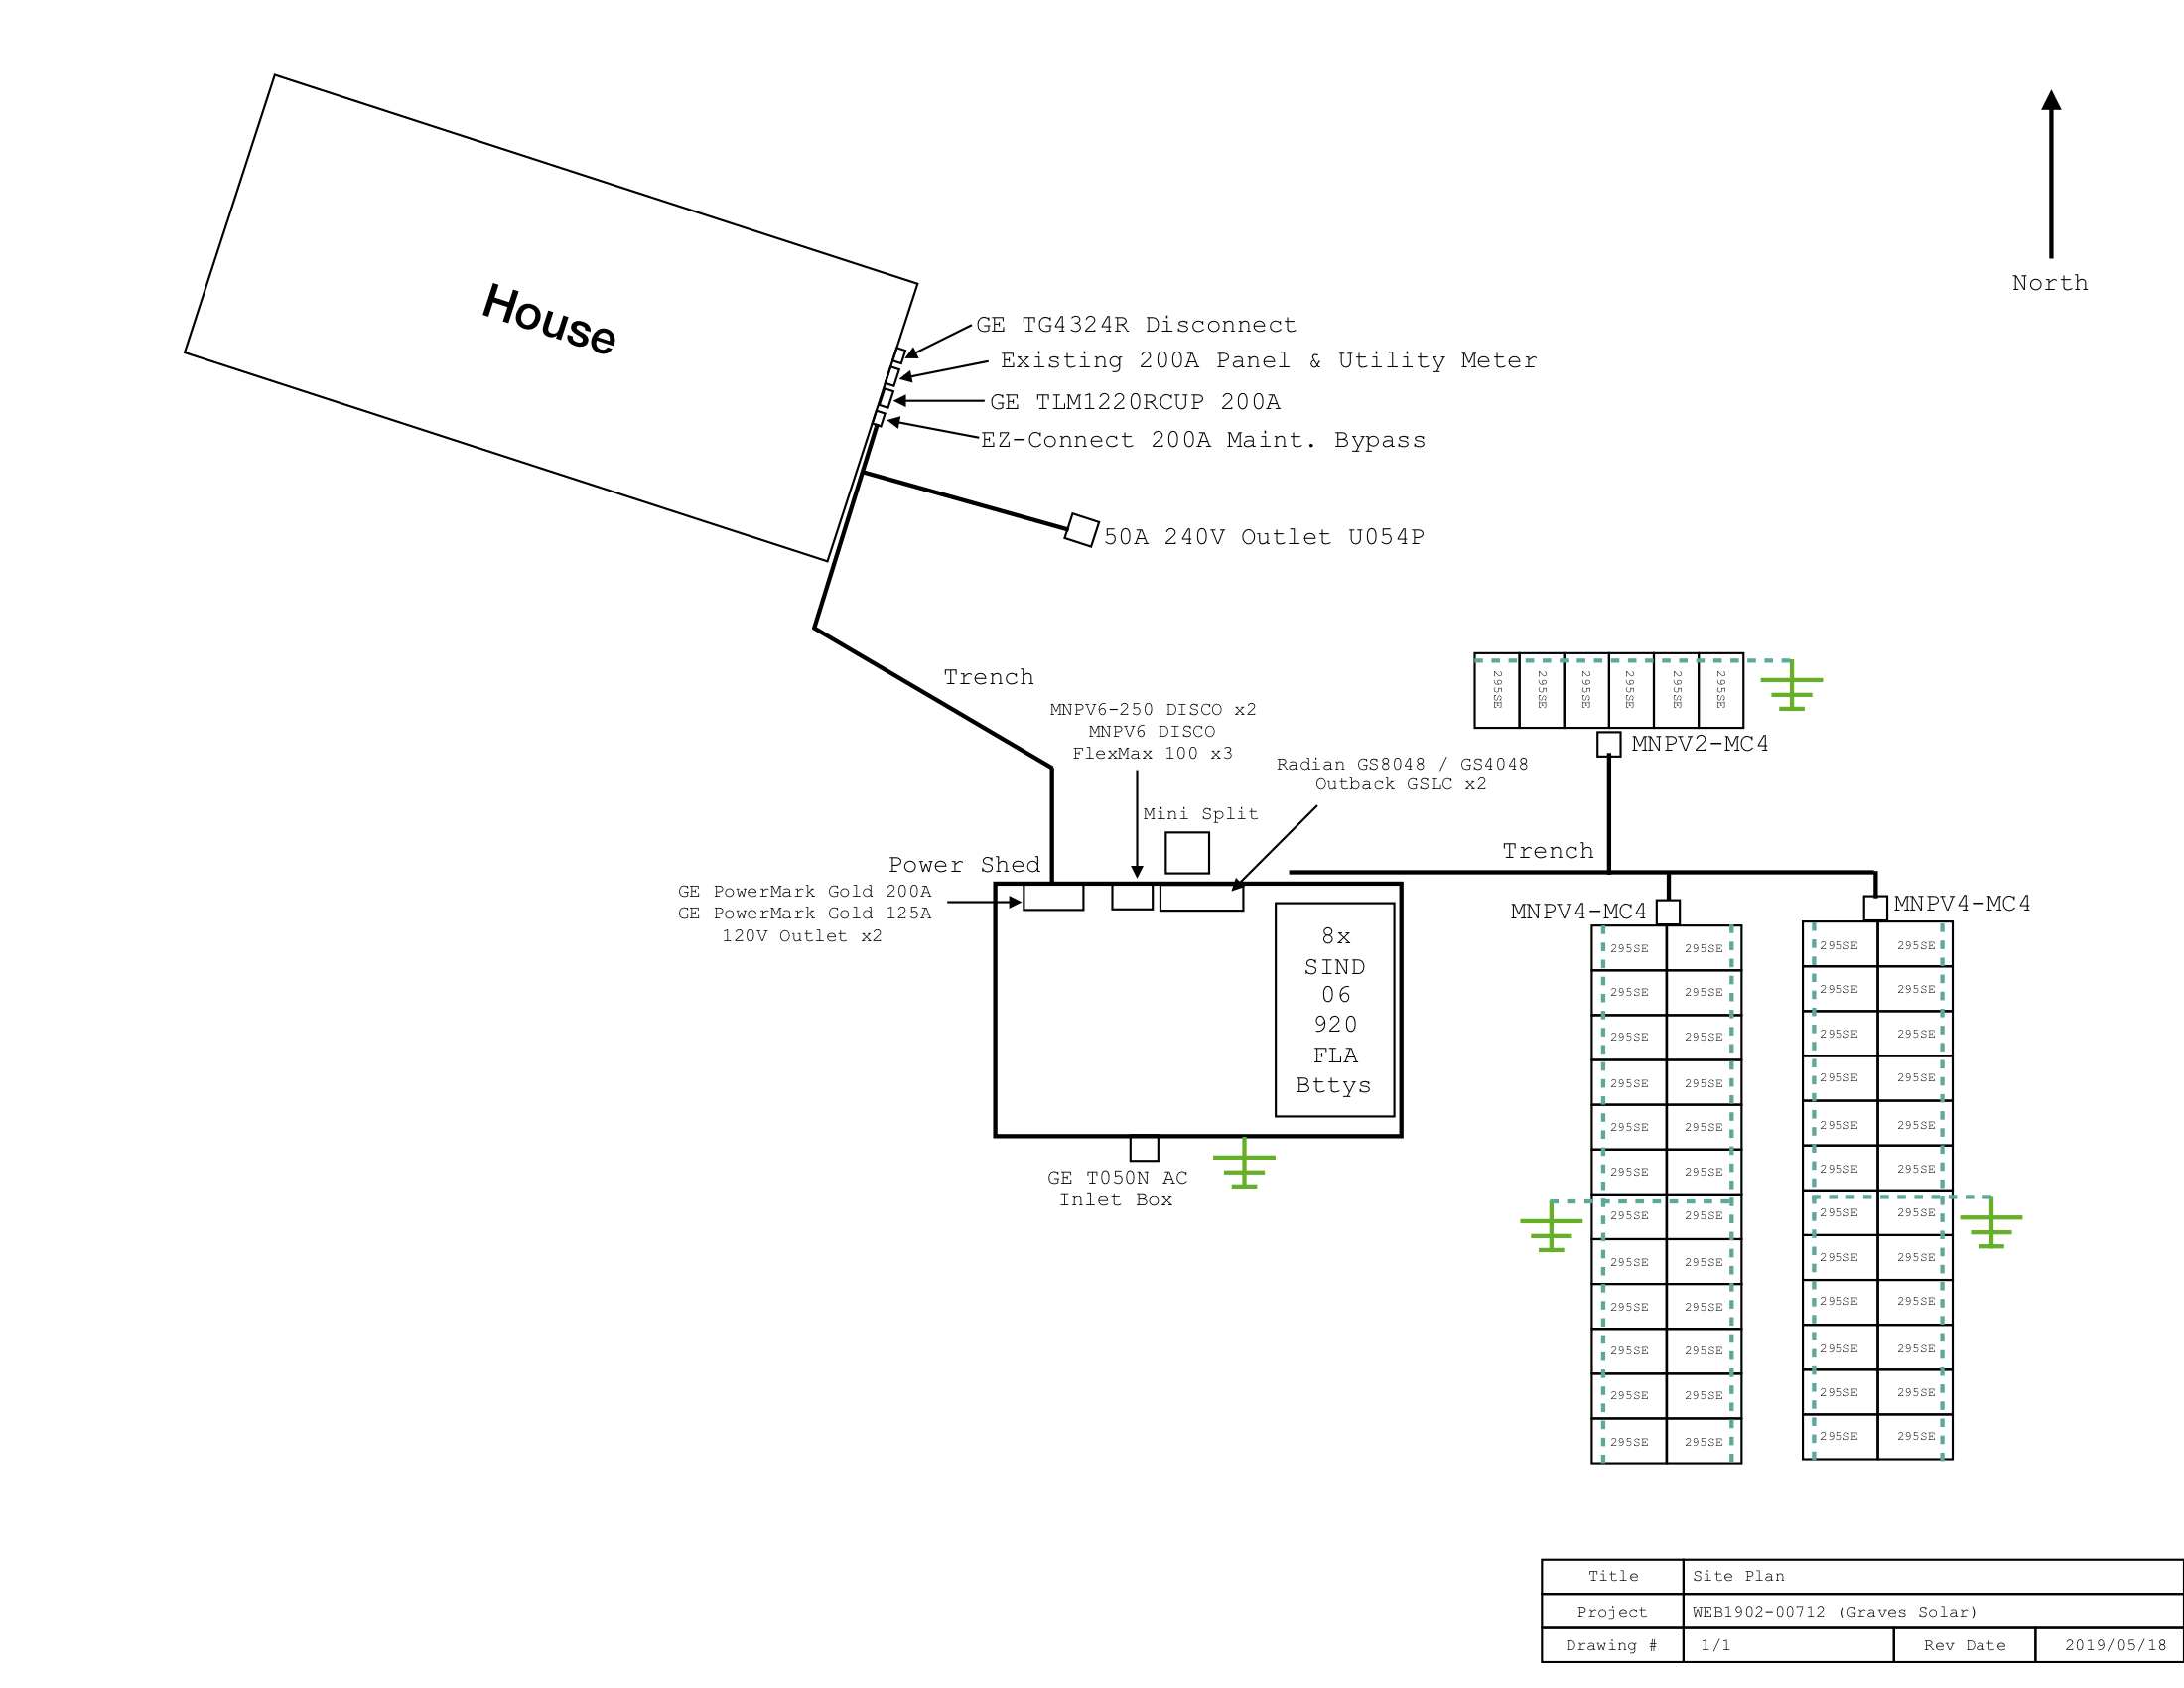 North
House
GE TG4324R Disconnect
Existing 200A Panel & Utility Meter
GE TLM1220RCUP 200A
EZ-Connect 200A Maint. Bypass
50A 240V Outlet U054P
Trench
MNPV6-250 DISCO x2
MNPV6 DISCO
FlexMax 100 x3
Radian GS8048 / GS4048
Outback GSLC x2
Mini Split
295SE 295SE 295SE 295SE 295SE 295SE
MNPV2-MC4
Trench
Power Shed
GE PowerMark Gold 200A
GE PowerMark Gold 125A
120V Outlet x2
8x
SIND
06
920
FLA
Bttys
GE T050N AC
Inlet Box
MNPV4-MC4
295SE 295SE
295SE 295SE
295SE 295SE
295SE 295SE
295SE 295SE
295SE 295SE
295SE 295SE
295SE 295SE
295SE 295SE
295SE 295SE
295SE 295SE
295SE 295SE
MNPV4-MC4
295SE 295SE
295SE 295SE
295SE 295SE
295SE 295SE
295SE 295SE
295SE 295SE
295SE 295SE
295SE 295SE
295SE 295SE
295SE 295SE
295SE 295SE
295SE 295SE
Title Site Plan
Project WEB1902-00712 (Graves Solar)
Drawing # 1/1 Rev Date 2019/05/18